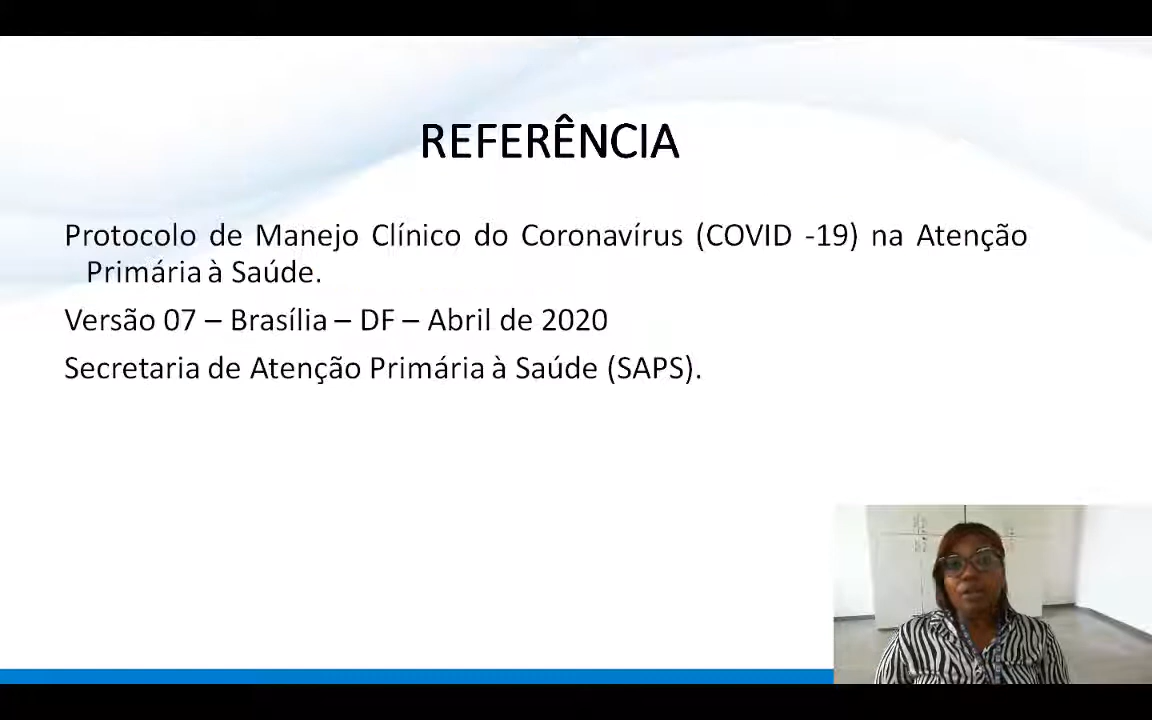 REFERÊNCIA
Protocolo de Manejo Clínico do Coronavírus (COVID -19) na Atenção
Primária à Saúde.
Versão 07 – Brasília – DF – Abril de 2020
Secretaria de Atenção Primária à Saúde (SAPS).